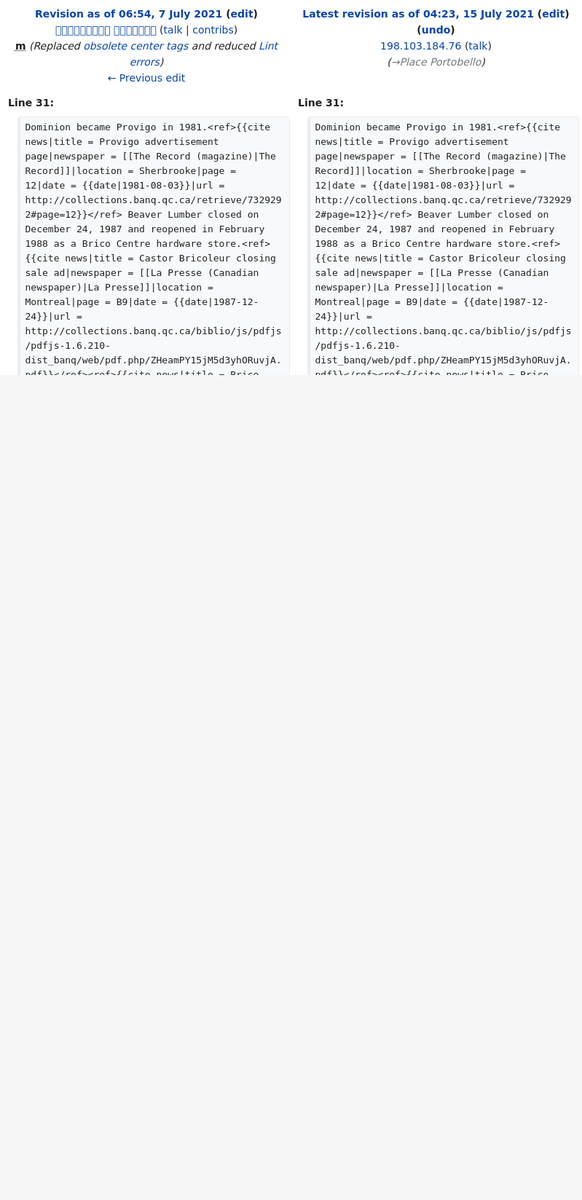 Revision as of 06:54, 7 July 2021 (edit)
(talk | contribs)
m (Replaced obsolete center tags and reduced Lint
errors)
← Previous edit
Latest revision as of 04:23, 15 July 2021 (edit)
(undo)
198.103.184.76 (talk)
(→Place Portobello)
Line 31:
Line 31:
Dominion became Provigo in 1981.<ref>{{cite
news|title = Provigo advertisement
page|newspaper = [[The Record (magazine)|The
Record]]|location = Sherbrooke|page =
12|date = {{date|1981-08-03}}|url =
http://collections.banq.qc.ca/retrieve/732929
2#page=12}}</ref> Beaver Lumber closed on
December 24, 1987 and reopened in February
1988 as a Brico Centre hardware store.<ref>
{{cite news|title = Castor Bricoleur closing
sale ad|newspaper = [[La Presse (Canadian
newspaper)|La Presse]]|location =
Montreal|page = B9|date = {{date|1987-12-
24}}|url =
http://collections.banq.qc.ca/biblio/js/pdfjs
/pdfjs-1.6.210-
dist_banq/web/pdf.php/ZHeamPY15jM5d3yhORuvjA.
pdf}}</ref><ref>{{cite news|title = Brico
Dominion became Provigo in 1981.<ref>{{cite
news|title = Provigo advertisement
page|newspaper = [[The Record (magazine)|The
Record]]|location = Sherbrooke|page =
12|date = {{date|1981-08-03}}|url =
http://collections.banq.qc.ca/retrieve/732929
2#page=12}}</ref> Beaver Lumber closed on
December 24, 1987 and reopened in February
1988 as a Brico Centre hardware store.<ref>
{{cite news|title = Castor Bricoleur closing
sale ad|newspaper = [[La Presse (Canadian
newspaper)|La Presse]]|location =
Montreal|page = B9|date = {{date|1987-12-
24}}|url =
http://collections.banq.qc.ca/biblio/js/pdfjs
/pdfjs-1.6.210-
dist_banq/web/pdf.php/ZHeamPY15jM5d3yhORuvjA.
pdf}}</ref><ref>{{cite news|title = Brico